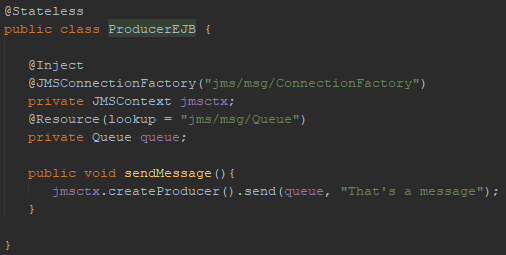 @Stateless
public class ProducerEJB {
@Inject
@JMSConnectionFactory("jms/msg/ConnectionFactory")
private JMSContext jmsctx;
@Resource(lookup = "jms/msg/Queue")
private Queue queue;
public void sendMessage(){
jmsctx.createProducer().send(queue, "That's a message");
}
}